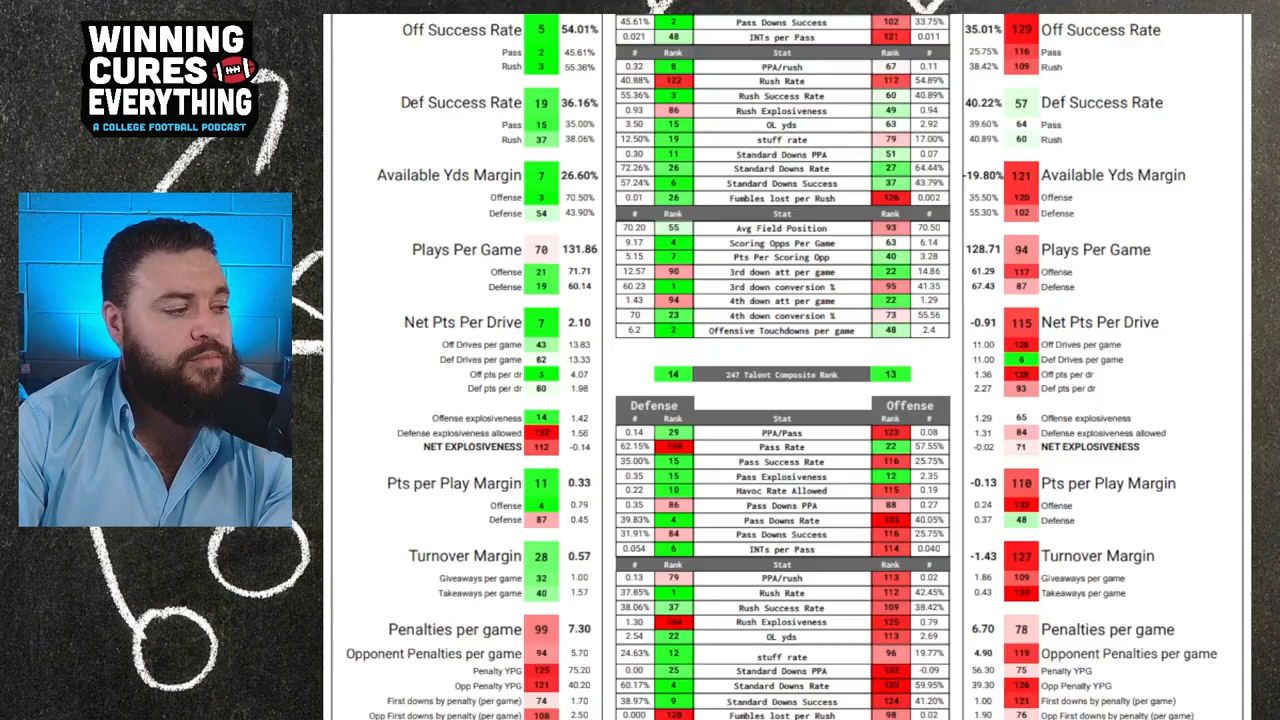 WINNING
CURES
EVERYTHING
A COLLEGE FOOTBALL PODCAST
Off Success Rate 5 54.01%
Pass 2 45.61%
Rush 3 55.36%
Def Success Rate 19 36.16%
Pass 15 35.00%
Rush 37 38.06%
Available Yds Margin 7 26.60%
Offense 3 70.50%
Defense 54 43.90%
Plays Per Game 70 131.86
Offense 21 71.71
Defense 19 60.14
Net Pts Per Drive 7 2.10
Off Drives per game 43 13.83
Def Drives per game 62 13.33
Off pts per dr 3 4.07
Def pts per dr 60 1.98
Offense explosiveness 14 1.42
Defense explosiveness allowed 1.56
NET EXPLOSIVENESS 112 -0.14
Pts per Play Margin 11 0.33
Offense 4 0.79
Defense 87 0.45
Turnover Margin 28 0.57
Giveaways per game 32 1.00
Takeaways per game 40 1.57
Penalties per game 99 7.30
Opponent Penalties per game 94 5.70
Penalty YPG 125 75.20
Opp Penalty YPG 121 40.20
First downs by penalty (per game) 74 1.70
Opp First downs by penalty (per game) 108 2.50
45.61% 2 Pass Downs Success 102 33.75%
0.021 48 INTs per Pass 121 0.011
# Rank Stat Rank #
0.32 8 PPA/rush 67 0.11
40.88% 122 Rush Rate 112 54.89%
55.36% 3 Rush Success Rate 60 40.89%
0.93 86 Rush Explosiveness 49 0.94
3.50 15 OL yds 63 2.92
12.50% 19 stuff rate 79 17.00%
0.30 11 Standard Downs PPA 51 0.07
72.26% 26 Standard Downs Rate 27 64.44%
57.24% 6 Standard Downs Success 37 43.79%
0.01 26 Fumbles lost per Rush 126 0.002
# Rank Stat Rank #
70.20 55 Avg Field Position 93 70.50
9.17 4 Scoring Opps Per Game 63 6.14
5.15 7 Pts Per Scoring Opp 40 3.28
12.57 90 3rd down att per game 22 14.86
60.23 1 3rd down conversion % 95 41.35
1.43 94 4th down att per game 22 1.29
70 23 4th down conversion % 73 55.56
6.2 2 Offensive Touchdowns per game 48 2.4
14 247 Talent Composite Rank 13
Defense Offense
# Rank Stat Rank #
0.14 29 PPA/Pass 123 0.08
62.15% Pass Rate 22 57.55%
35.00% 15 Pass Success Rate 116 25.75%
0.35 15 Pass Explosiveness 12 2.35
0.22 10 Havoc Rate Allowed 115 0.19
0.35 86 Pass Downs PPA 88 0.27
39.83% 4 Pass Downs Rate 40.05%
31.91% 84 Pass Downs Success 116 25.75%
0.054 6 INTs per Pass 114 0.040
# Rank Stat Rank #
0.13 79 PPA/rush 113 0.02
37.85% 1 Rush Rate 112 42.45%
38.06% 37 Rush Success Rate 109 38.42%
1.30 Rush Explosiveness 125 0.79
2.54 22 OL yds 113 2.69
24.63% 12 stuff rate 96 19.77%
0.00 25 Standard Downs PPA -0.09
60.17% 4 Standard Downs Rate 59.95%
38.97% 9 Standard Downs Success 124 41.20%
0.000 128 Fumbles lost per Rush 98 0.02
35.01% 129 Off Success Rate
25.75% 116 Pass
38.42% 109 Rush
40.22% 57 Def Success Rate
39.60% 64 Pass
40.89% 60 Rush
-19.80% 121 Available Yds Margin
35.50% 120 Offense
55.30% 102 Defense
128.71 94 Plays Per Game
61.29 117 Offense
67.43 87 Defense
-0.91 115 Net Pts Per Drive
11.00 Off Drives per game
11.00 6 Def Drives per game
1.36 Off pts per dr
2.27 93 Def pts per dr
1.29 65 Offense explosiveness
1.31 84 Defense explosiveness allowed
-0.02 71 NET EXPLOSIVENESS
-0.13 110 Pts per Play Margin
0.24 Offense
0.37 48 Defense
-1.43 127 Turnover Margin
1.86 109 Giveaways per game
0.43 Takeaways per game
6.70 78 Penalties per game
4.90 119 Opponent Penalties per game
56.30 75 Penalty YPG
39.30 126 Opp Penalty YPG
1.00 121 First downs by penalty (per game)
1.90 76 Opp First downs by penalty (per game)